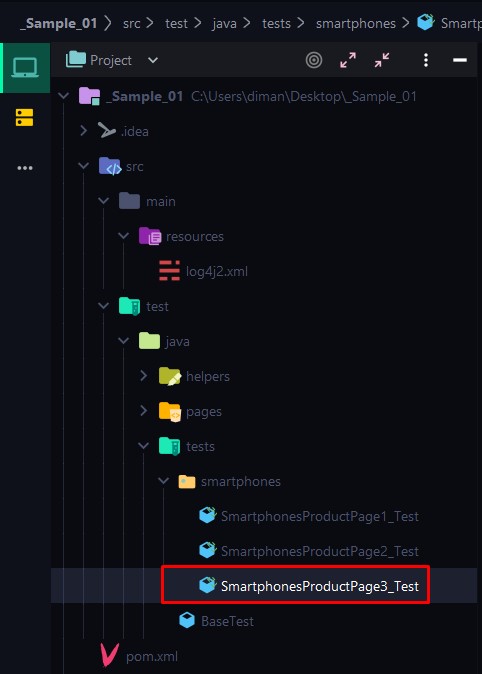 _Sample_01 src test java tests smartphones Smartp
Project
_Sample_01 C:\Users\diman\Desktop\_Sample_01
.idea
src
main
resources
log4j2.xml
test
java
helpers
pages
tests
smartphones
SmartphonesProductPage1_Test
SmartphonesProductPage2_Test
SmartphonesProductPage3_Test
BaseTest
pom.xml